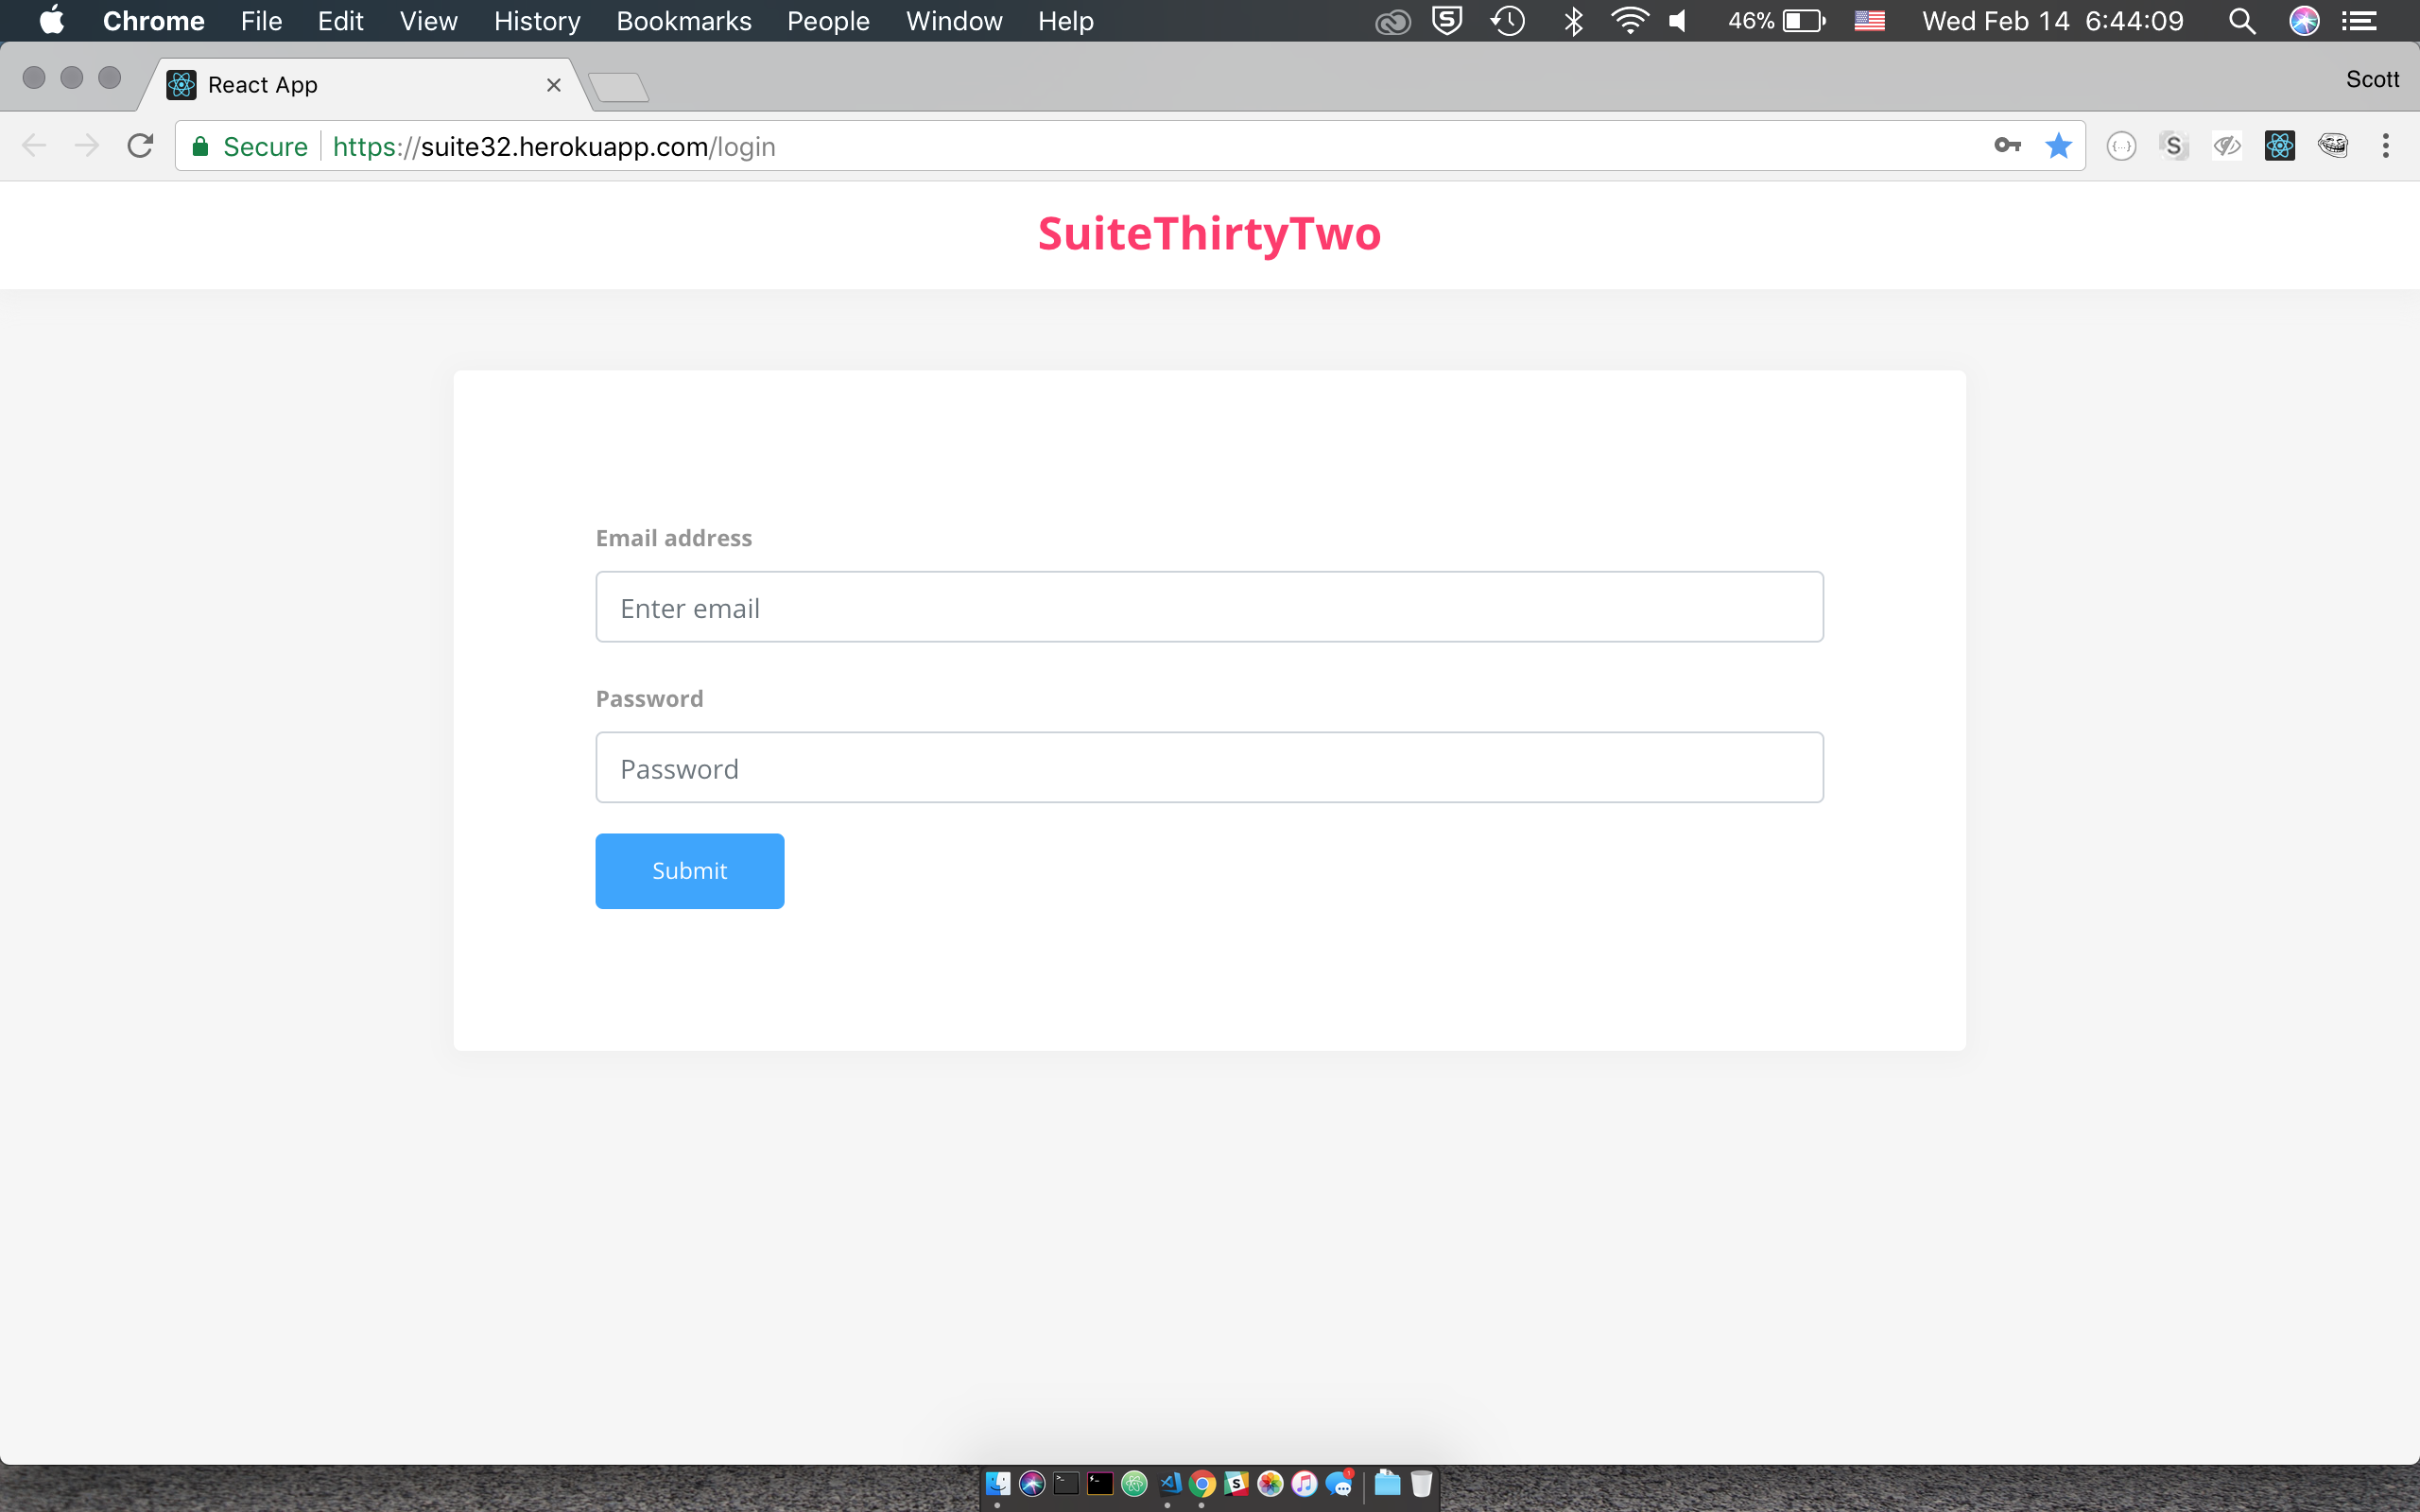 Chrome File Edit View History Bookmarks People Window Help 46% Wed Feb 14 6:44:09
React App Scott
Secure https://suite32.herokuapp.com/login
SuiteThirtyTwo
Email address
Enter email
Password
Password
Submit